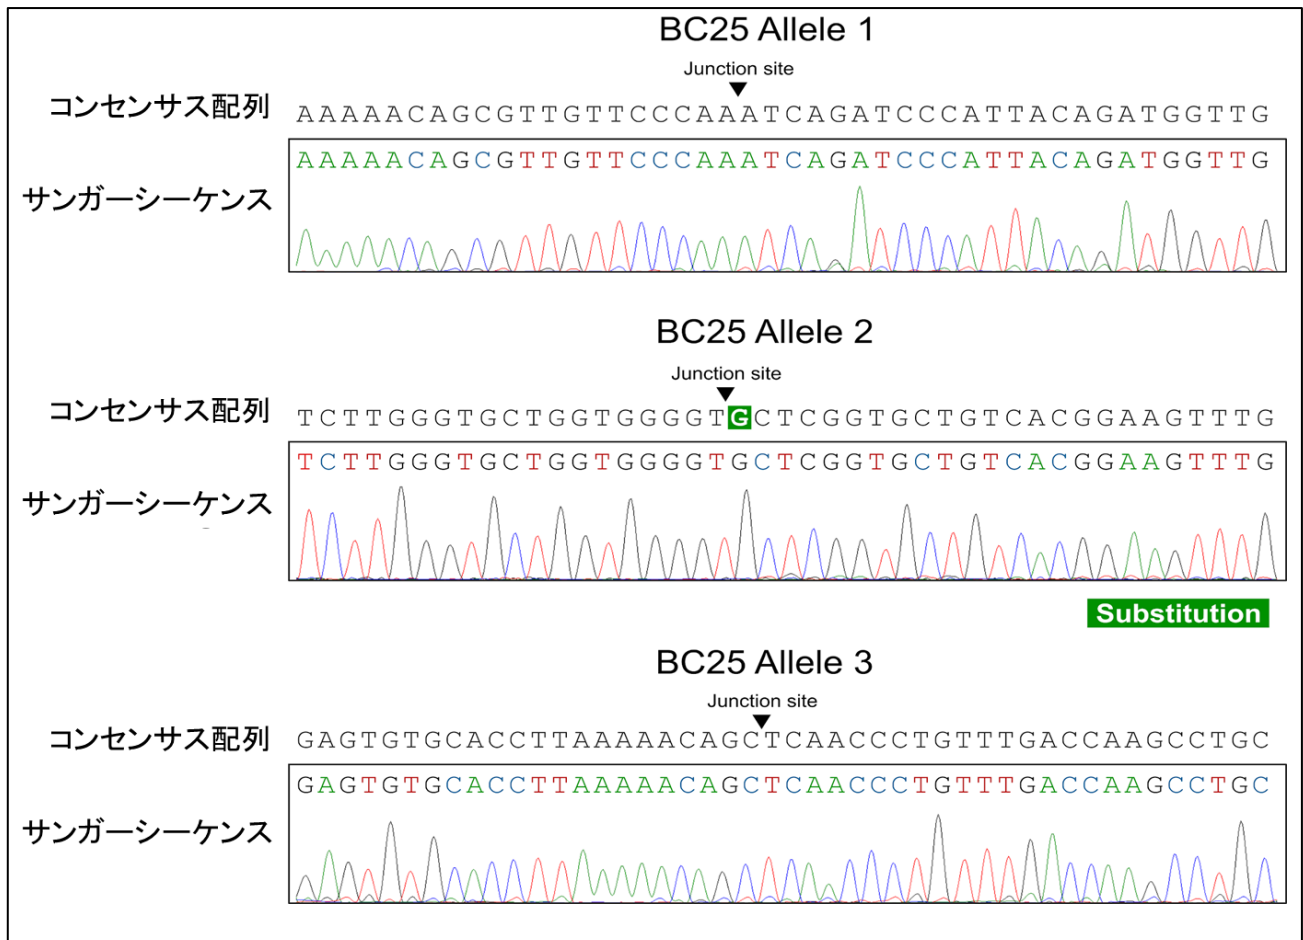 BC25 Allele 1
Junction site
コンセンサス配列 AAAAACAGCGTTGTTCCCAAATCAGATCCCATTACAGATGGTTG
AAAAACAGCGTTGTTCCCAAATCAGATCCCATTACAGATGGTTG
サンガーシーケンス
BC25 Allele 2
Junction site
コンセンサス配列 TCTTGGGTGCTGGTGGGGTGCTCGGTGCTGTCACGGAAGTTTG
TCTTGGGTGCTGGTGGGGTGCTCGGTGCTGTCACGGAAGTTTG
サンガーシーケンス
Substitution
BC25 Allele 3
Junction site
コンセンサス配列 GAGTGTGCACCTTAAAAACAGCTCAACCCTGTTTGACCAAGCCTGC
GAGTGTGCACCTTAAAAACAGCTCAACCCTGTTTGACCAAGCCTGC
サンガーシーケンス